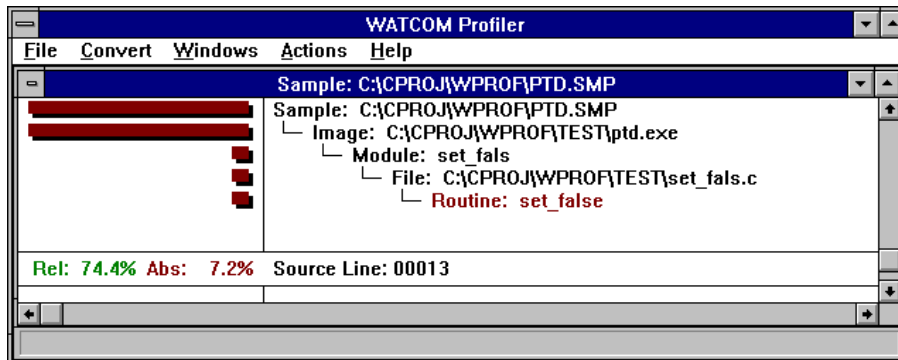 WATCOM Profiler
File Convert Windows Actions Help
Sample: C:\CPROJ\WPROF\PTD.SMP
Sample: C:\CPROJ\WPROF\PTD.SMP
Image: C:\CPROJ\WPROF\TEST\ptd.exe
Module: set_fals
File: C:\CPROJ\WPROF\TEST\set_fals.c
Routine: set_false
Rel: 74.4% Abs: 7.2% Source Line: 00013